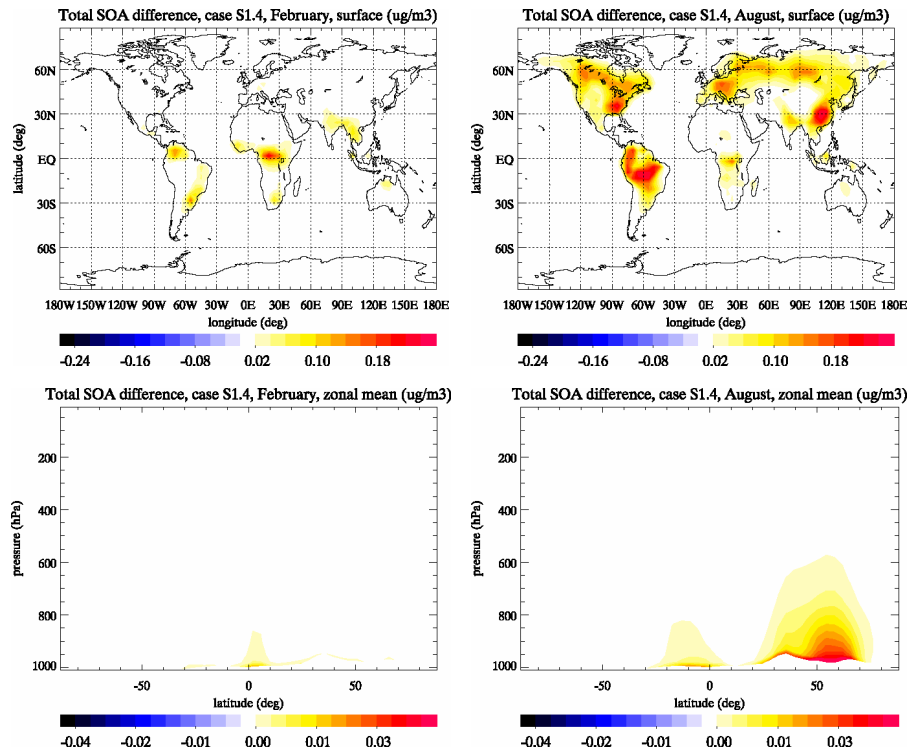 Total SOA difference, case S1.4, February, surface (ug/m3)
60N
30N
EQ
30S
60S
latitude (deg)
180W 150W 120W 90W 60W 30W 0E 30E 60E 90E 120E 150E 180E
longitude (deg)
-0.24 -0.16 -0.08 0.02 0.10 0.18
Total SOA difference, case S1.4, August, surface (ug/m3)
60N
30N
EQ
30S
60S
latitude (deg)
180W 150W 120W 90W 60W 30W 0E 30E 60E 90E 120E 150E 180E
longitude (deg)
-0.24 -0.16 -0.08 0.02 0.10 0.18
Total SOA difference, case S1.4, February, zonal mean (ug/m3)
200
400
600
800
1000
pressure (hPa)
-50 0 50
latitude (deg)
-0.04 -0.03 -0.01 0.00 0.01 0.03
Total SOA difference, case S1.4, August, zonal mean (ug/m3)
200
400
600
800
1000
pressure (hPa)
-50 0 50
latitude (deg)
-0.04 -0.03 -0.01 0.00 0.01 0.03